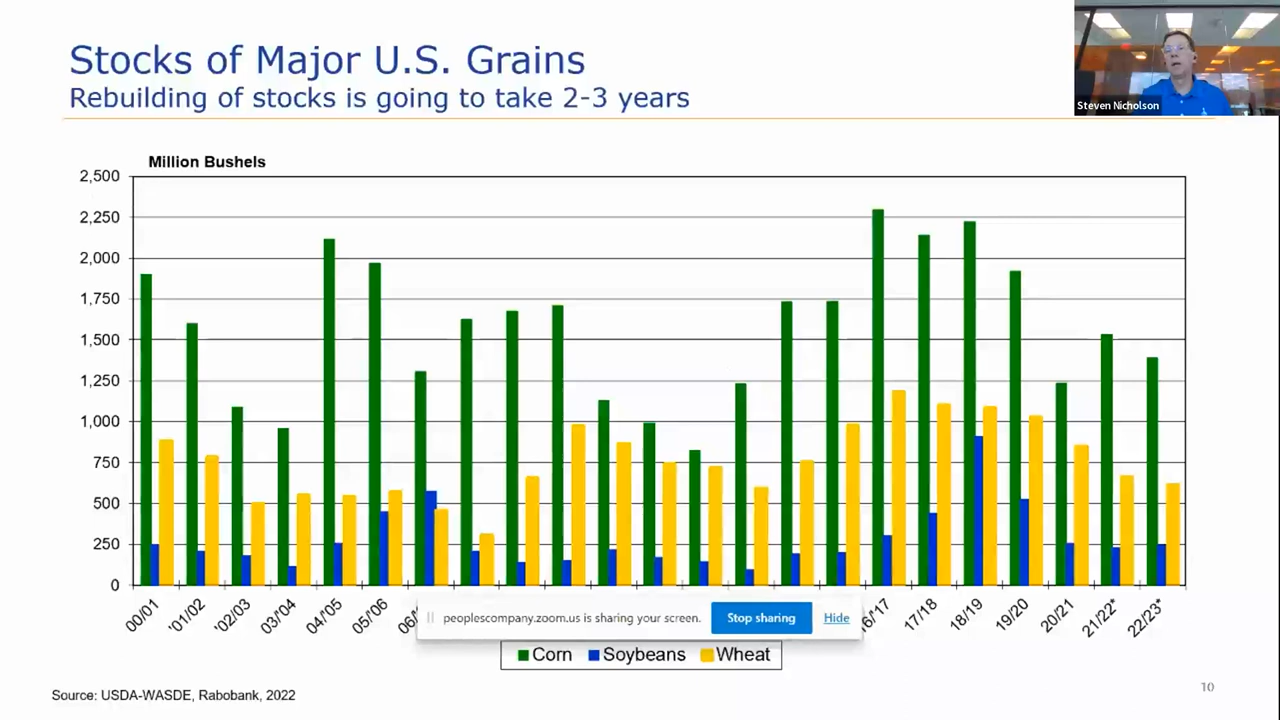 Stocks of Major U.S. Grains
Rebuilding of stocks is going to take 2-3 years
Steven Nicholson
Million Bushels
2,500
2,250
2,000
1,750
1,500
1,250
1,000
750
500
250
0
00/01 '01/02 '02/03 03/04 04/05 05/06 16/17 17/18 18/19 19/20 20/21 21/22* 22/23*
peoplescompany.zoom.us is sharing your screen. Stop sharing Hide
Corn Soybeans Wheat
Source: USDA-WASDE, Rabobank, 2022
10